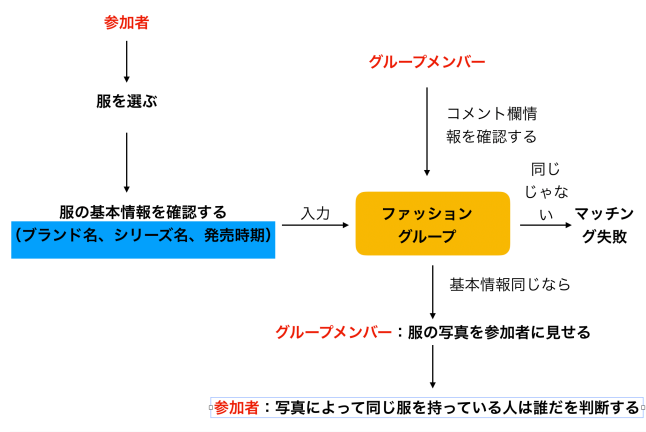 参加者
服を選ぶ
服の基本情報を確認する
（ブランド名、シリーズ名、発売時期）
入力
グループメンバー
コメント欄情
報を確認する
ファッション
グループ
同じ
じゃな
い
マッチン
グ失敗
基本情報同じなら
グループメンバー：服の写真を参加者に見せる
参加者：写真によって同じ服を持っている人は誰だを判断する